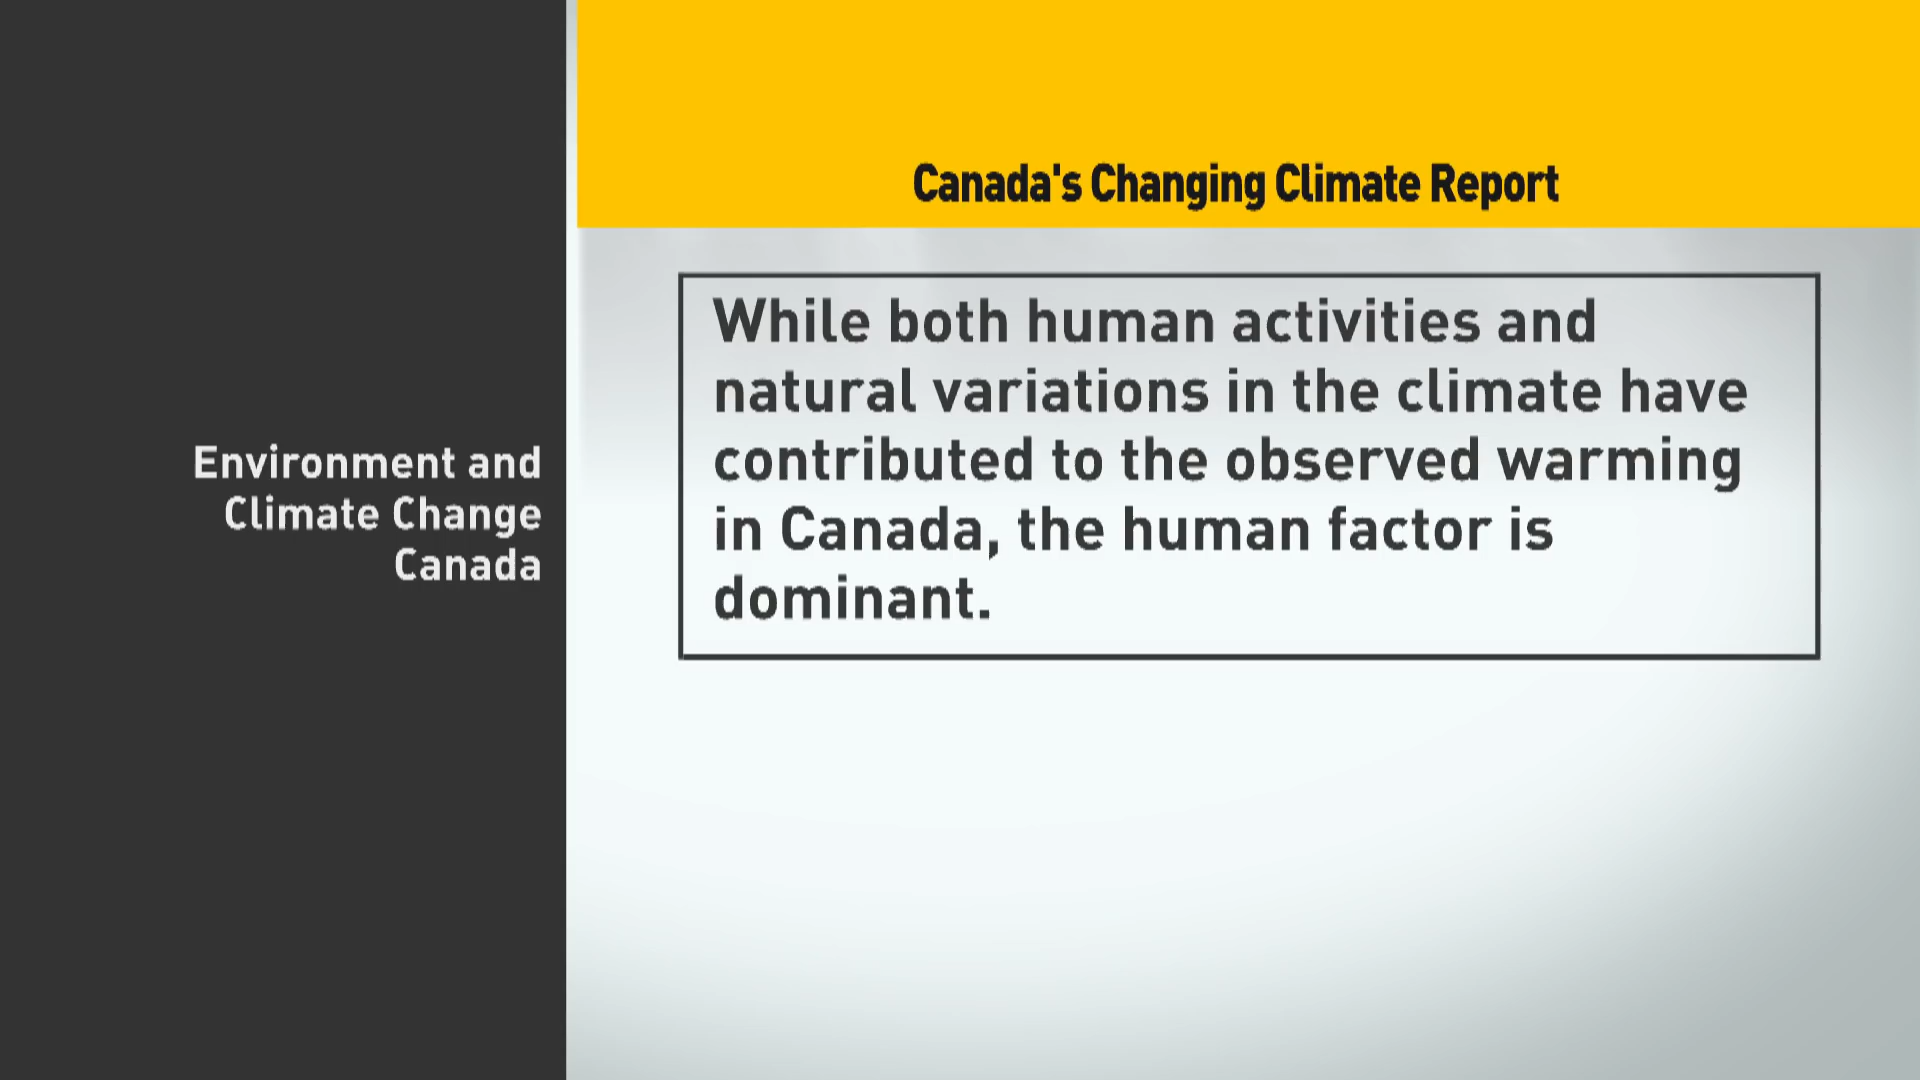 Environment and
Climate Change
Canada
Canada's Changing Climate Report
While both human activities and
natural variations in the climate have
contributed to the observed warming
in Canada, the human factor is
dominant.